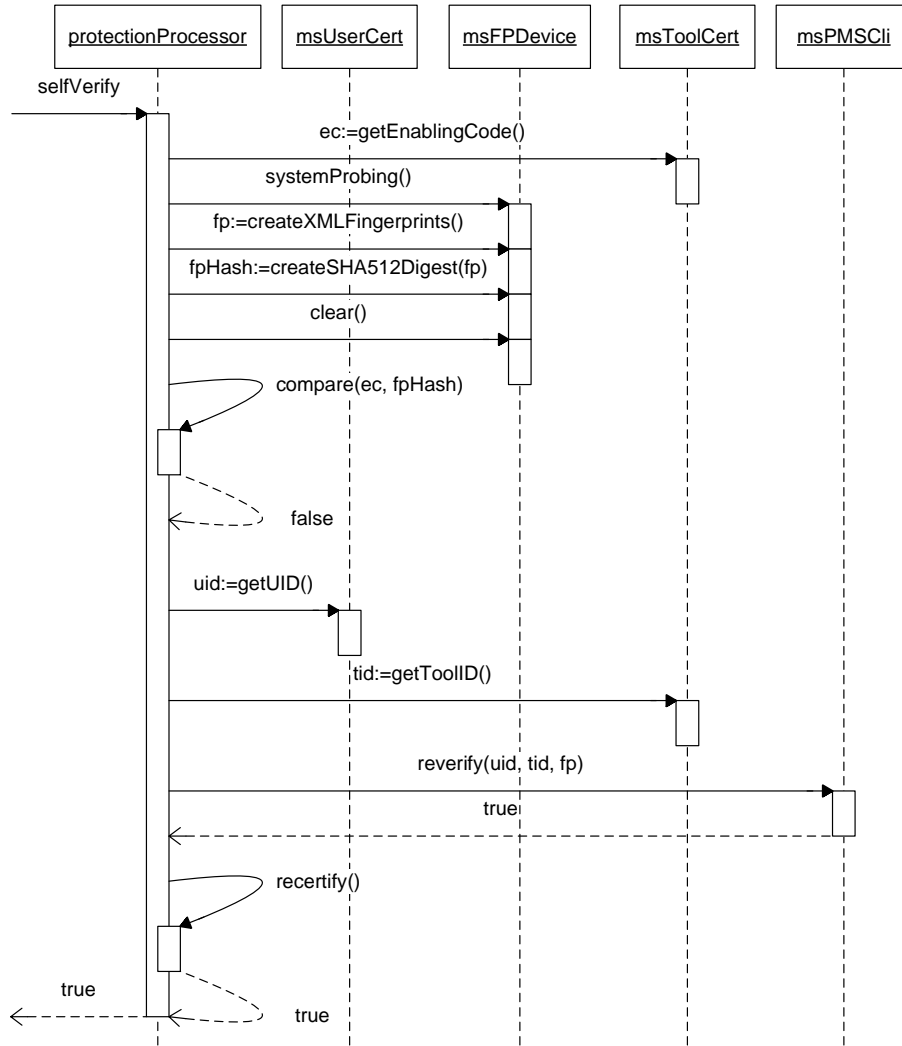 protectionProcessor
msUserCert
msFPDevice
msToolCert
msPMSCli
selfVerify
ec:=getEnablingCode()
systemProbing()
fp:=createXMLFingerprints()
fpHash:=createSHA512Digest(fp)
clear()
compare(ec, fpHash)
false
uid:=getUID()
tid:=getToolID()
reverify(uid, tid, fp)
true
recertify()
true
true